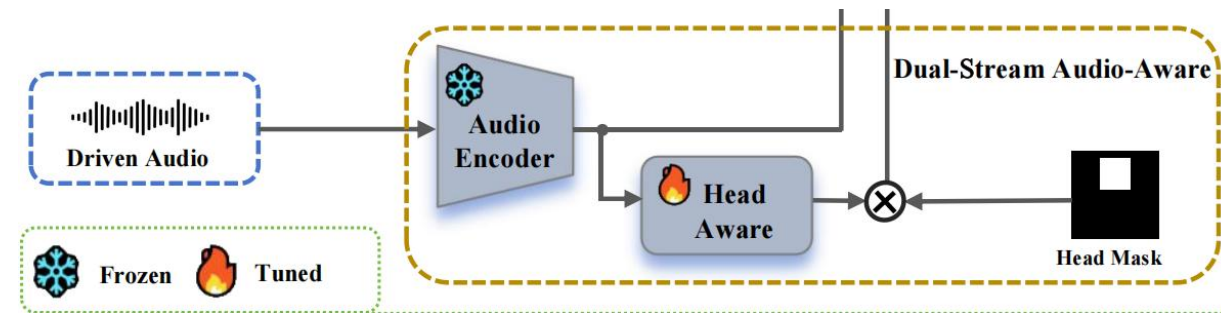 Dual-Stream Audio-Aware
Driven Audio
Audio
Encoder
Head
Aware
Head Mask
Frozen
Tuned